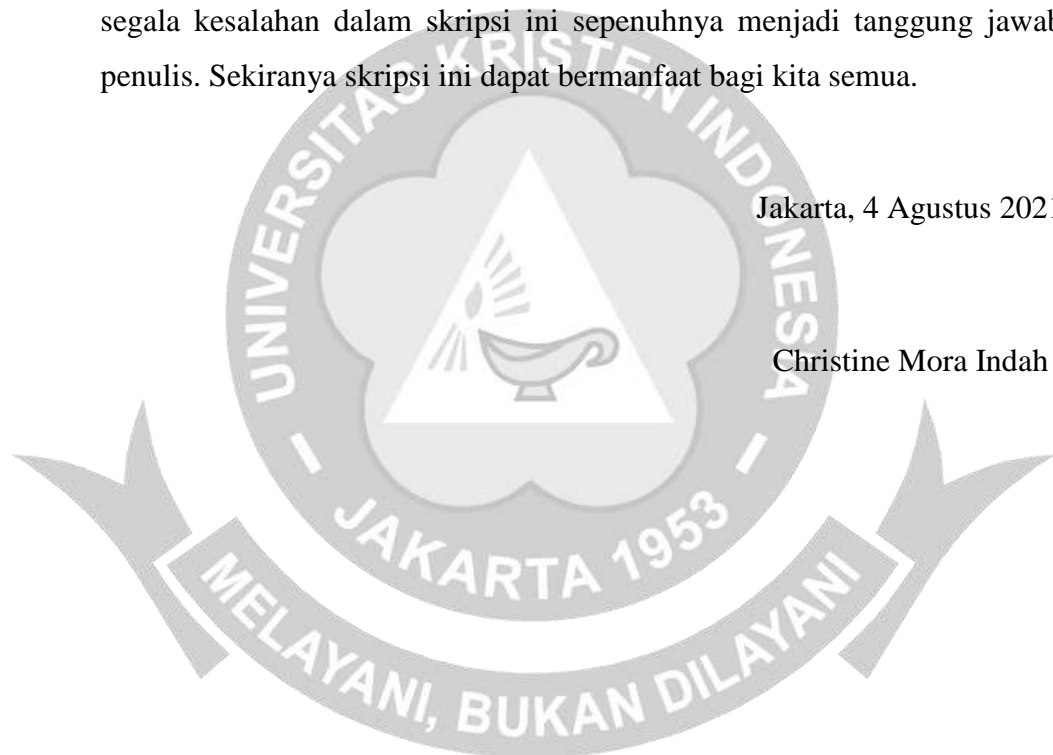 segala kesalahan dalam skripsi ini sepenuhnya menjadi tanggung jawab
penulis. Sekiranya skripsi ini dapat bermanfaat bagi kita semua.
Jakarta, 4 Agustus 2021
Christine Mora Indah
UNIVERSITAS KRISTEN INDONESIA
JAKARTA 1953
MELAYANI, BUKAN DILAYANI